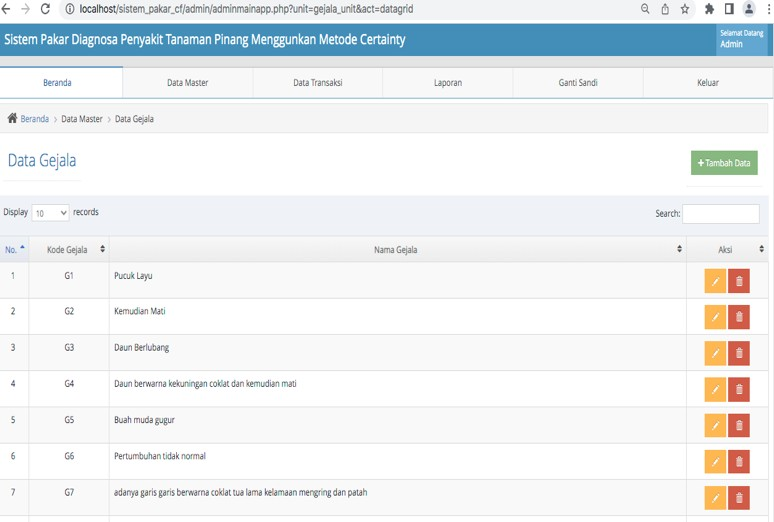 localhost/sistem_pakar_cf/admin/adminmainapp.php?unit=gejala_unit&act=datagrid
Sistem Pakar Diagnosa Penyakit Tanaman Pinang Menggunkan Metode Certainty
Selamat Datang
Admin
Beranda Data Master Data Transaksi Laporan Ganti Sandi Keluar
Beranda > Data Master > Data Gejala
Data Gejala
+ Tambah Data
Display 10 records Search:
No. Kode Gejala Nama Gejala Aksi
1 G1 Pucuk Layu
2 G2 Kemudian Mati
3 G3 Daun Berlubang
4 G4 Daun berwarna kekuningan coklat dan kemudian mati
5 G5 Buah muda gugur
6 G6 Pertumbuhan tidak normal
7 G7 adanya garis garis berwarna coklat tua lama kelamaan mengring dan patah